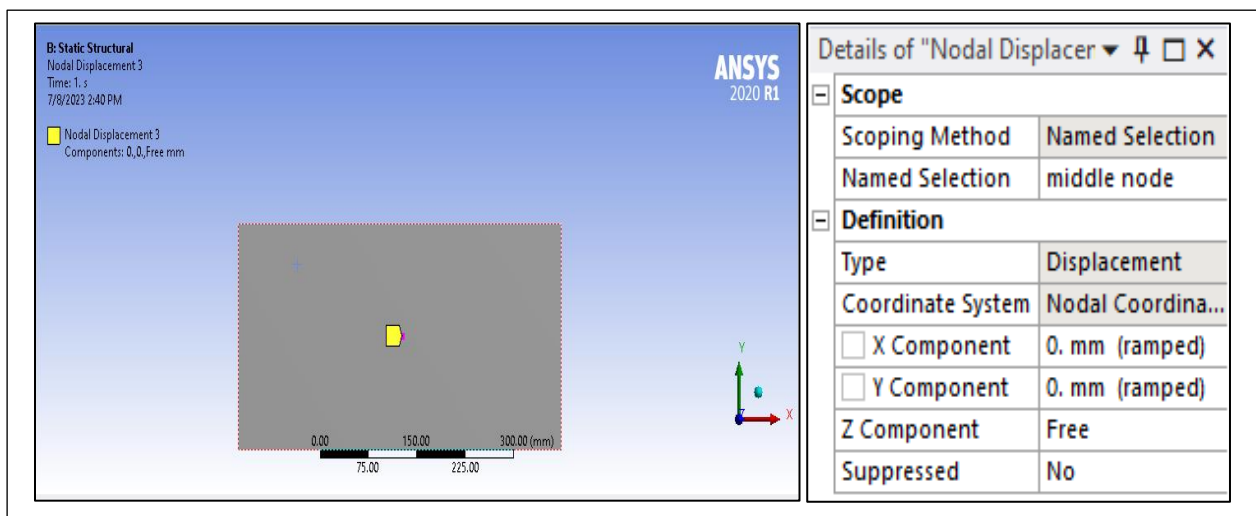 B: Static Structural
Nodal Displacement 3
Time: 1. s
7/8/2023 2:40 PM
Nodal Displacement 3
Components: 0.,0.,Free mm
ANSYS
2020 R1
Y
X
Z
0.00 150.00 300.00 (mm)
75.00 225.00
Details of "Nodal Displacer
Scope
Scoping Method Named Selection
Named Selection middle node
Definition
Type Displacement
Coordinate System Nodal Coordina...
X Component 0. mm (ramped)
Y Component 0. mm (ramped)
Z Component Free
Suppressed No